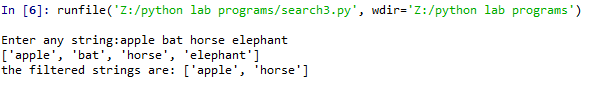 In [6]: runfile('Z:/python lab programs/search3.py', wdir='Z:/python lab programs')
Enter any string:apple bat horse elephant
['apple', 'bat', 'horse', 'elephant']
the filtered strings are: ['apple', 'horse']